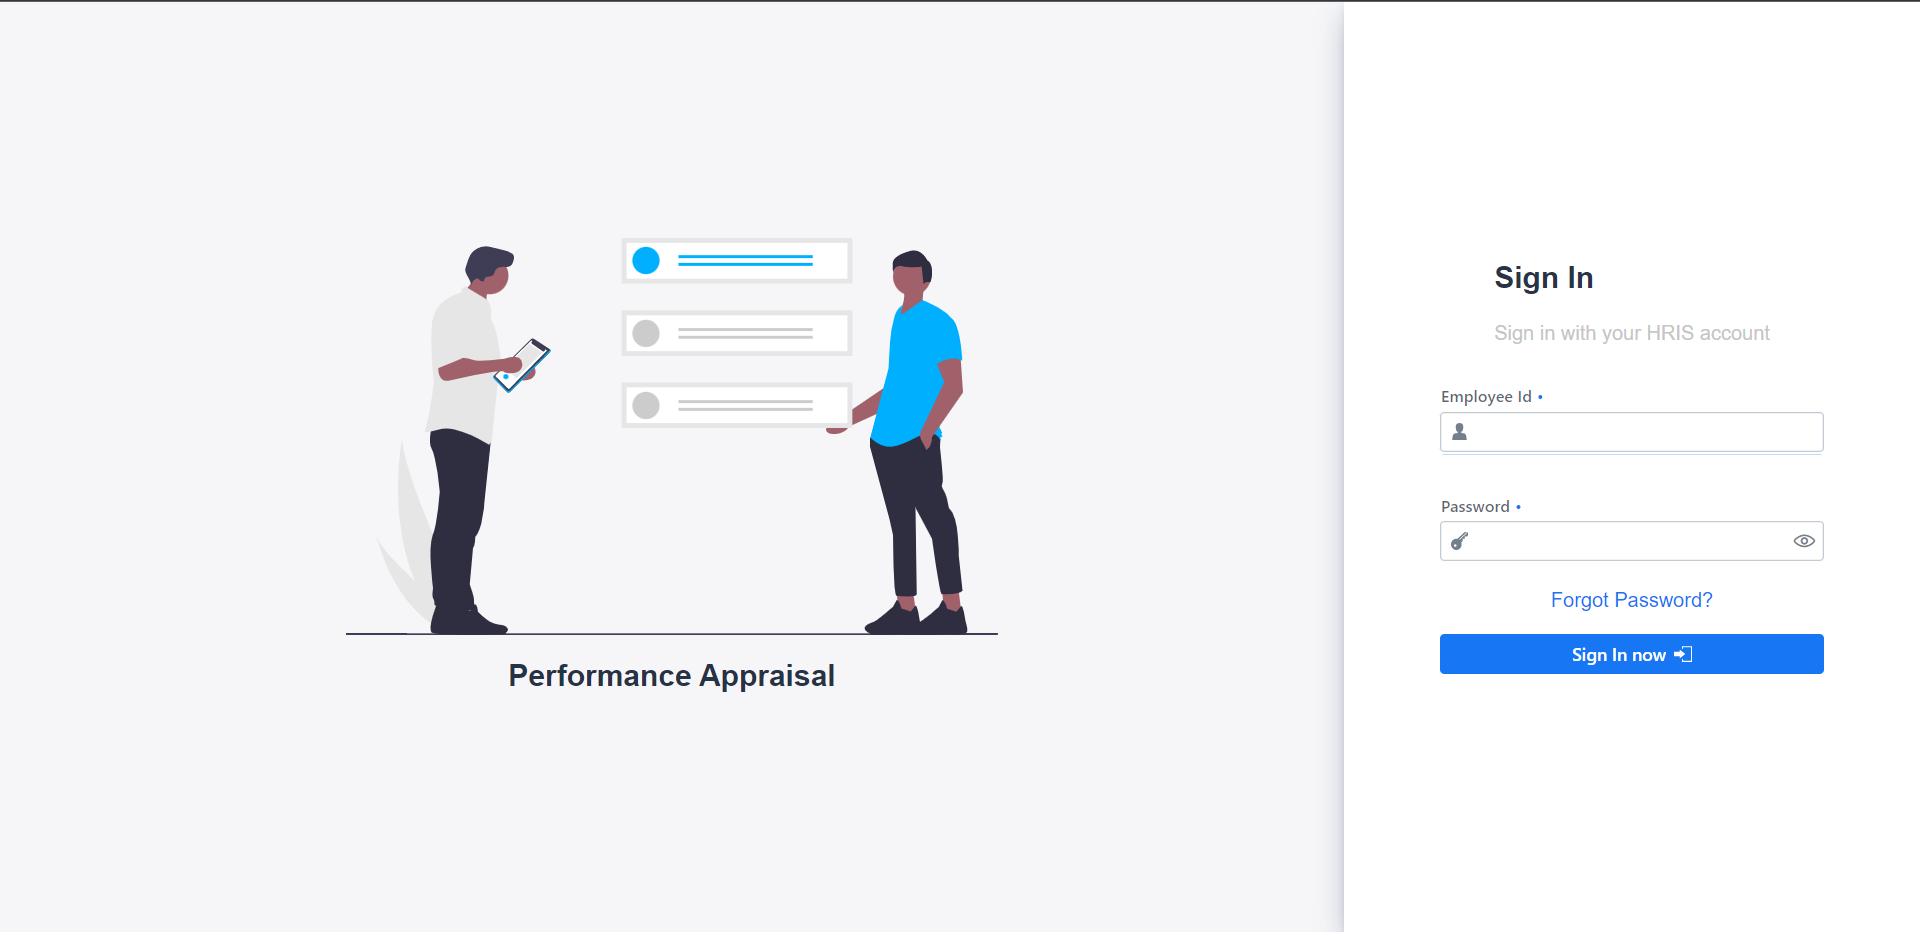 Performance Appraisal
Sign In
Sign in with your HRIS account
Employee Id •
Password •
Forgot Password?
Sign In now